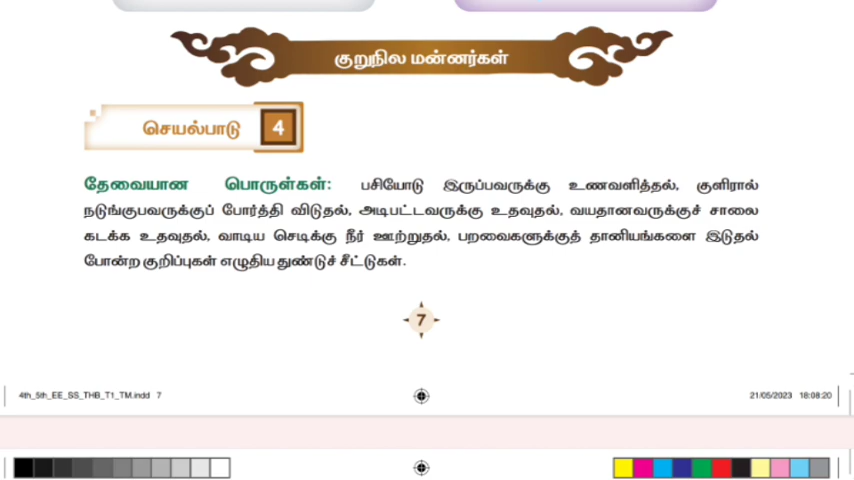 குறுநில மன்னர்கள்
செயல்பாடு 4
தேவையான பொருள்கள்: பசியோடு இருப்பவருக்கு உணவளித்தல், குளிரால்
நடுங்குபவருக்குப் போர்த்தி விடுதல், அடிபட்டவருக்கு உதவுதல், வயதானவருக்குச் சாலை
கடக்க உதவுதல், வாடிய செடிக்கு நீர் ஊற்றுதல், பறவைகளுக்குத் தானியங்களை இடுதல்
போன்ற குறிப்புகள் எழுதிய துண்டுச் சீட்டுகள்.
7
4th_5th_EE_SS_THB_T1_TM.indd 7 21/05/2023 18:08:20